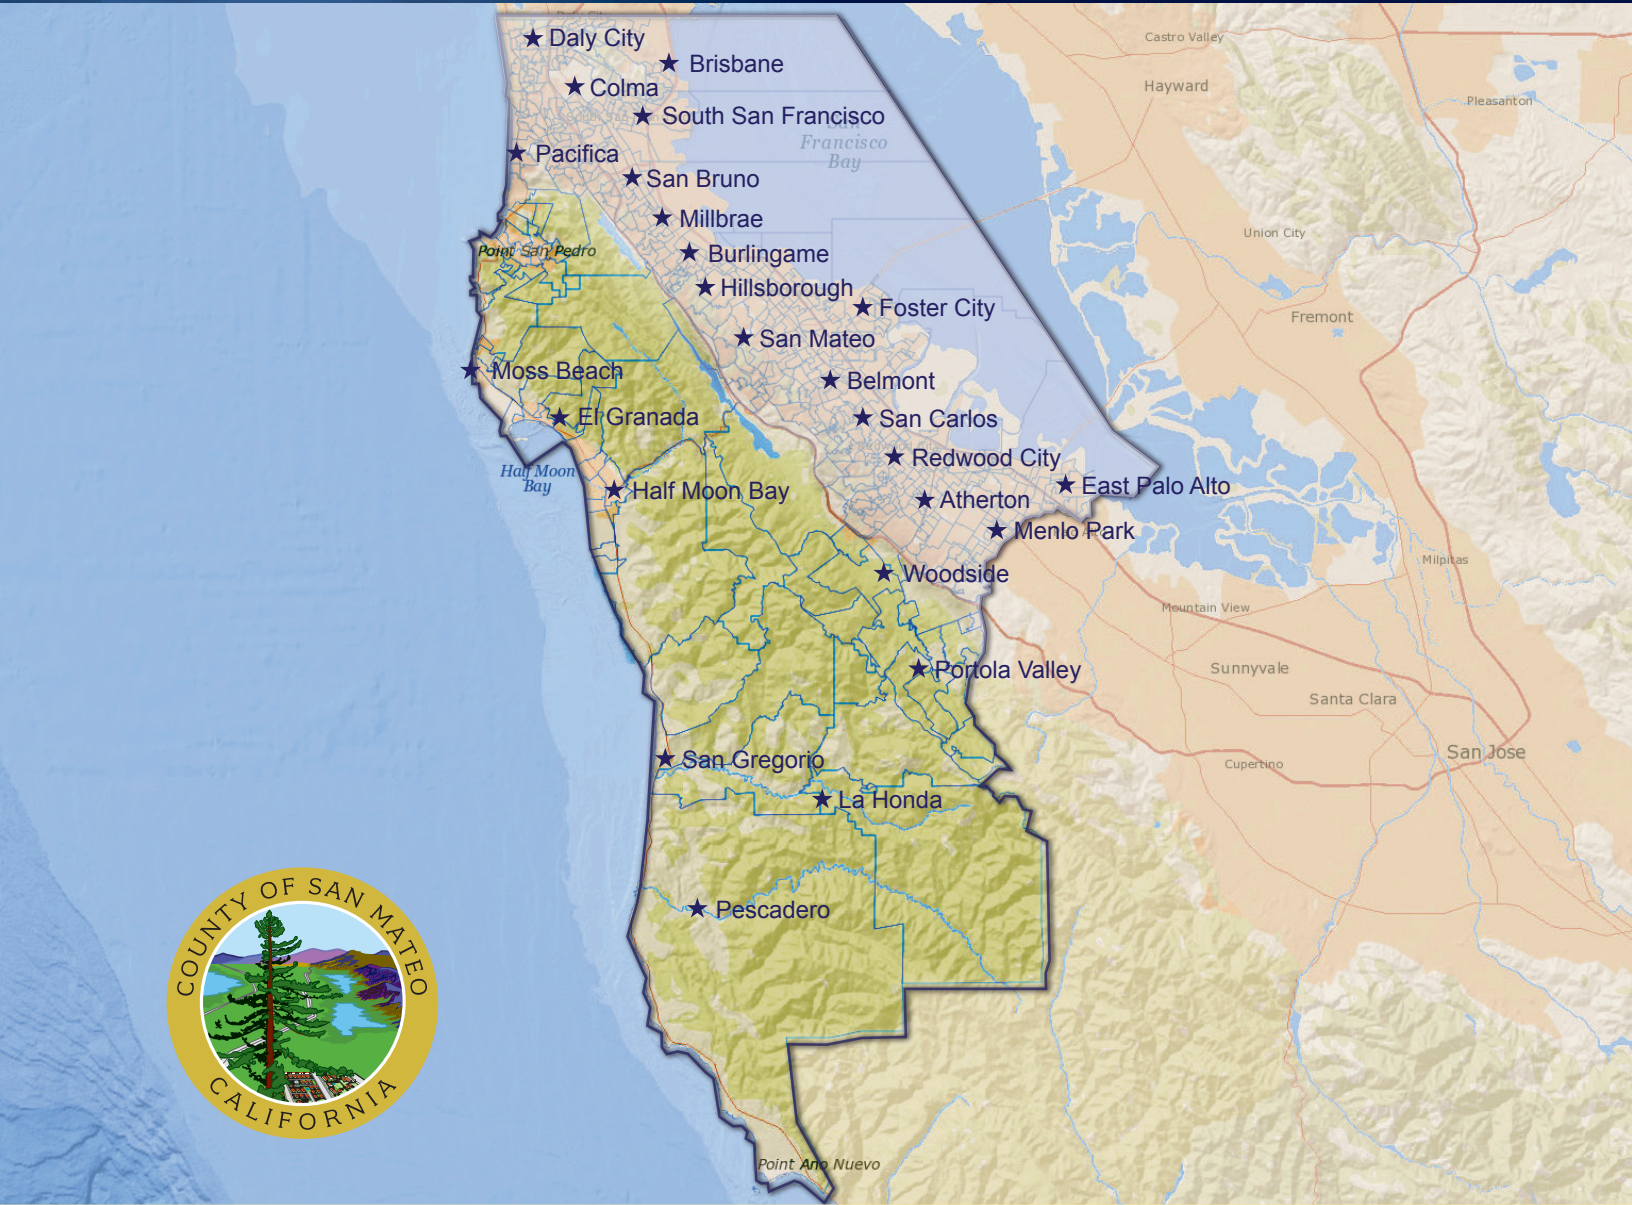 Daly City
Daly City
Brisbane
Colma
South San Francisco
San
Francisco
Bay
Pacifica
San Bruno
Millbrae
Point San Pedro
Burlingame
Hillsborough
Foster City
San Mateo
Moss Beach
Belmont
El Granada
San Carlos
Redwood City
Half Moon
Bay
Half Moon Bay
East Palo Alto
Atherton
Menlo Park
Woodside
Portola Valley
San Gregorio
La Honda
Pescadero
Point Ano Nuevo
Castro Valley
Hayward
Pleasanton
Union City
Fremont
Milpitas
Mountain View
Sunnyvale
Santa Clara
San Jose
Cupertino
COUNTY OF SAN MATEO
CALIFORNIA